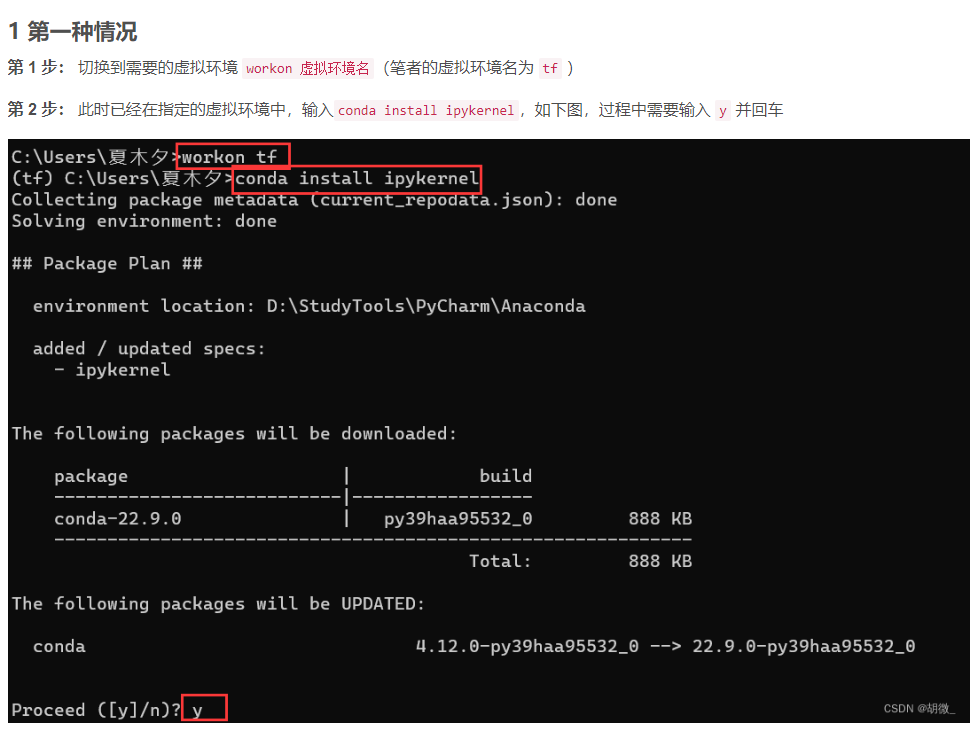 1 第一种情况
第 1 步： 切换到需要的虚拟环境 workon 虚拟环境名 （笔者的虚拟环境名为 tf ）
第 2 步： 此时已经在指定的虚拟环境中，输入 conda install ipykernel ，如下图，过程中需要输入 y 并回车
C:\Users\夏木夕>workon tf
(tf) C:\Users\夏木夕>conda install ipykernel
Collecting package metadata (current_repodata.json): done
Solving environment: done
## Package Plan ##
environment location: D:\StudyTools\PyCharm\Anaconda
added / updated specs:
- ipykernel
The following packages will be downloaded:
package | build
---------------------------|-----------------
conda-22.9.0 | py39haa95532_0 888 KB
------------------------------------------------------------
Total: 888 KB
The following packages will be UPDATED:
conda 4.12.0-py39haa95532_0 --> 22.9.0-py39haa95532_0
Proceed ([y]/n)? y
CSDN @胡微_